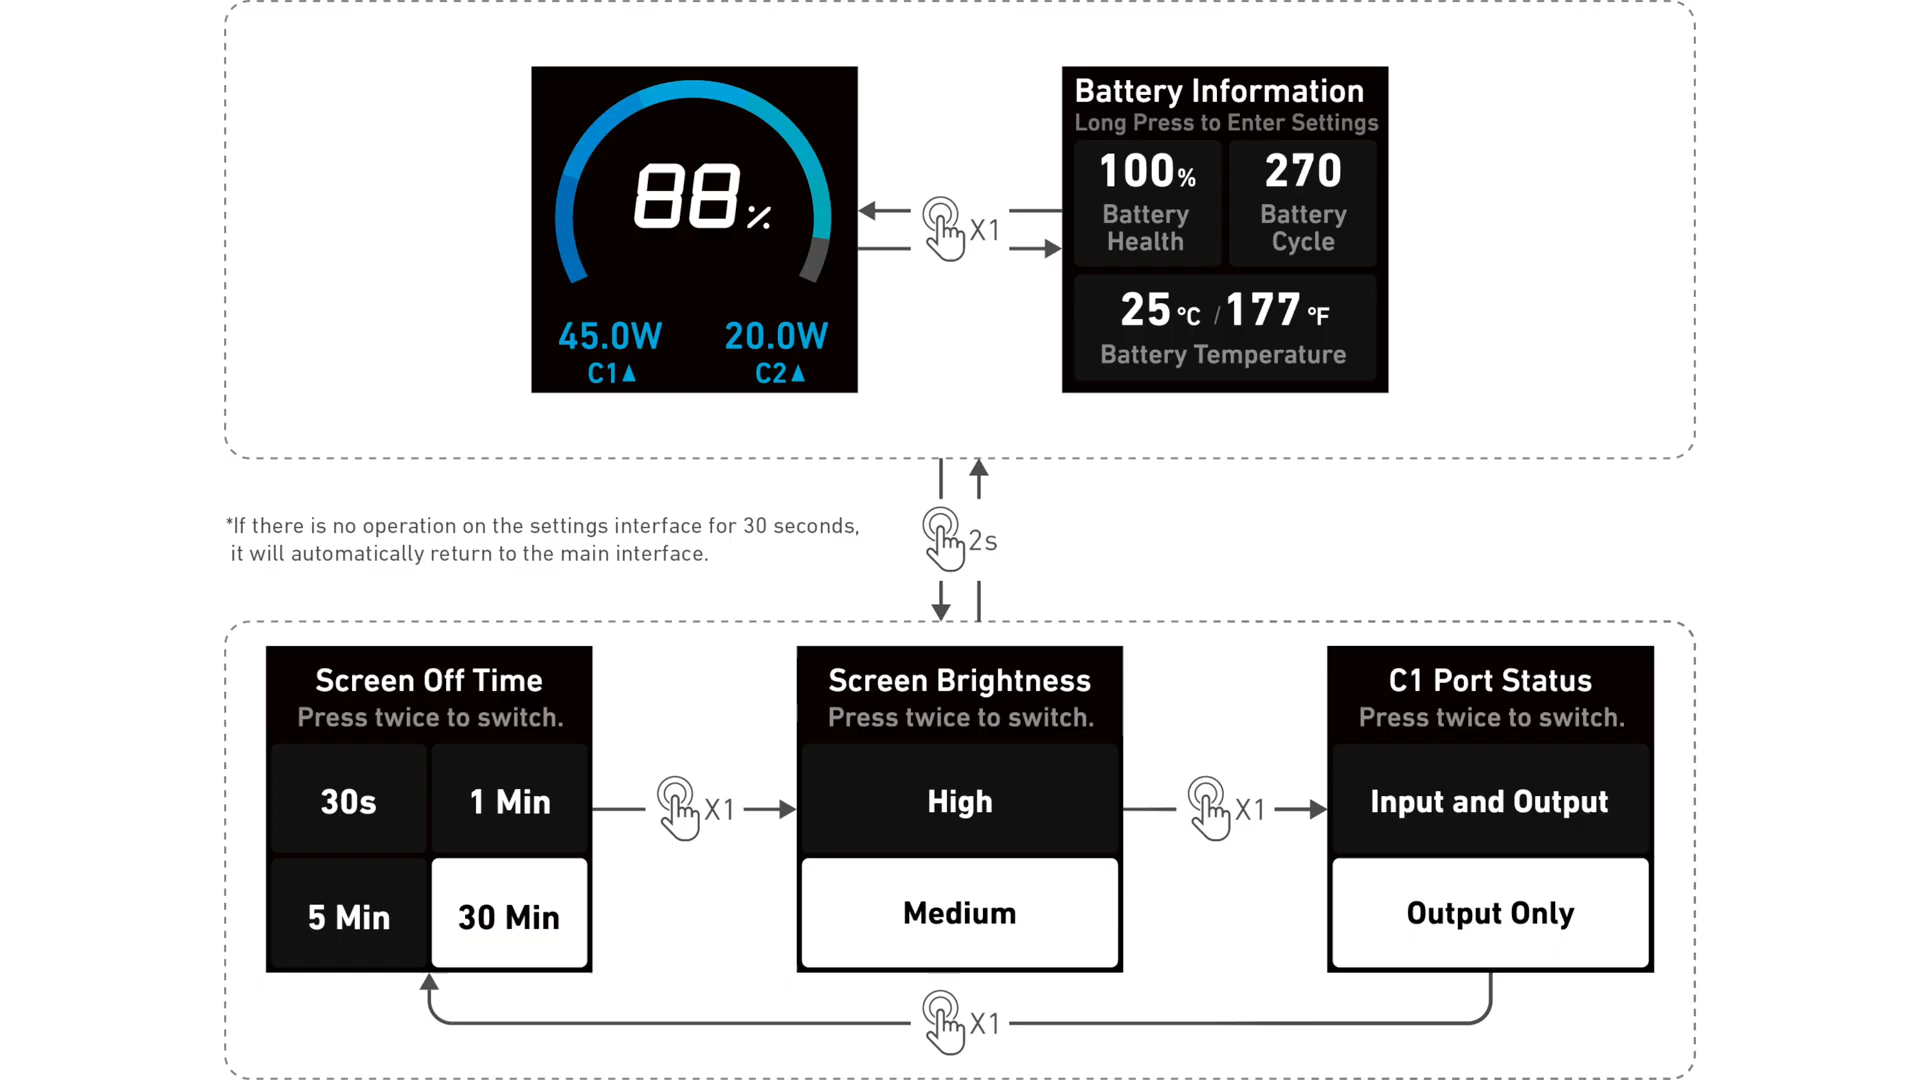 88%
45.0W
C1▲
20.0W
C2▲
X1
Battery Information
Long Press to Enter Settings
100%
Battery
Health
270
Battery
Cycle
25°C / 177°F
Battery Temperature
*If there is no operation on the settings interface for 30 seconds,
it will automatically return to the main interface.
2s
Screen Off Time
Press twice to switch.
30s
1 Min
5 Min
30 Min
X1
Screen Brightness
Press twice to switch.
High
Medium
X1
C1 Port Status
Press twice to switch.
Input and Output
Output Only
X1